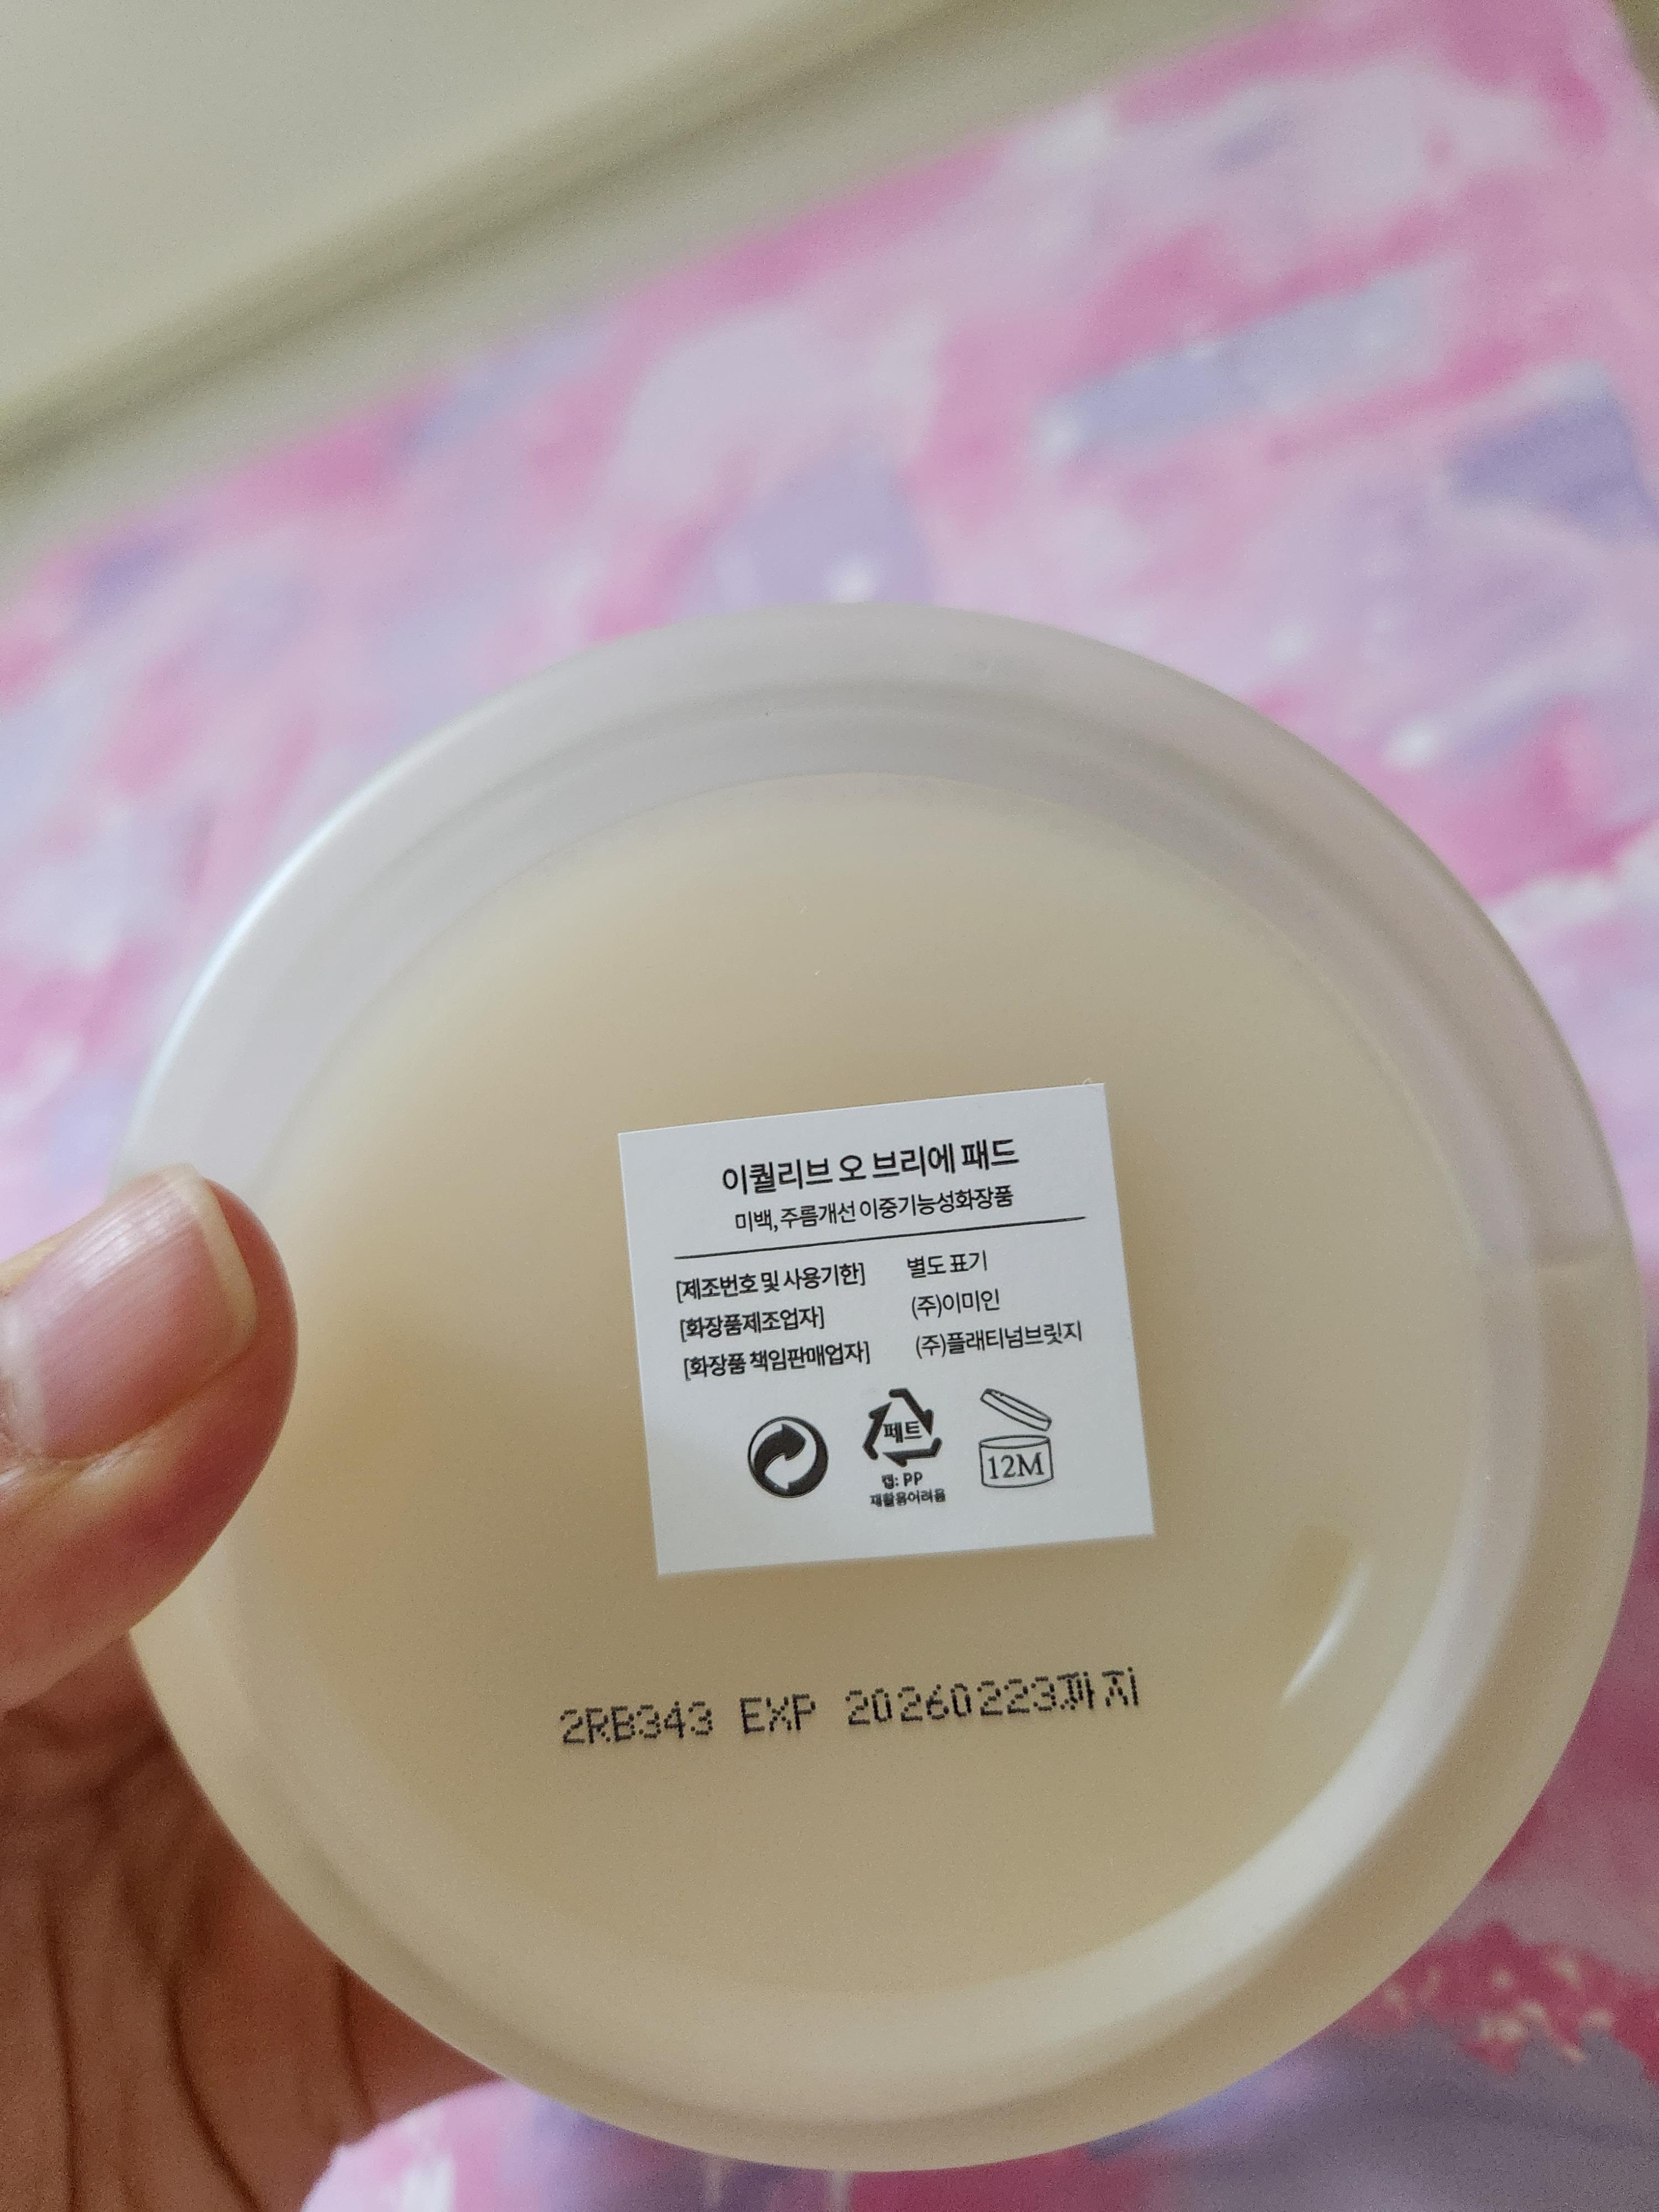 이퀄리브 오 브리에 패드
미백, 주름개선 이중기능성화장품
[제조번호 및 사용기한] 별도 표기
[화장품제조업자] (주)이미인
[화장품 책임판매업자] (주)플래티넘브릿지
페트
캡: PP
재활용어려움
12M
2RB343 EXP 20260223까지